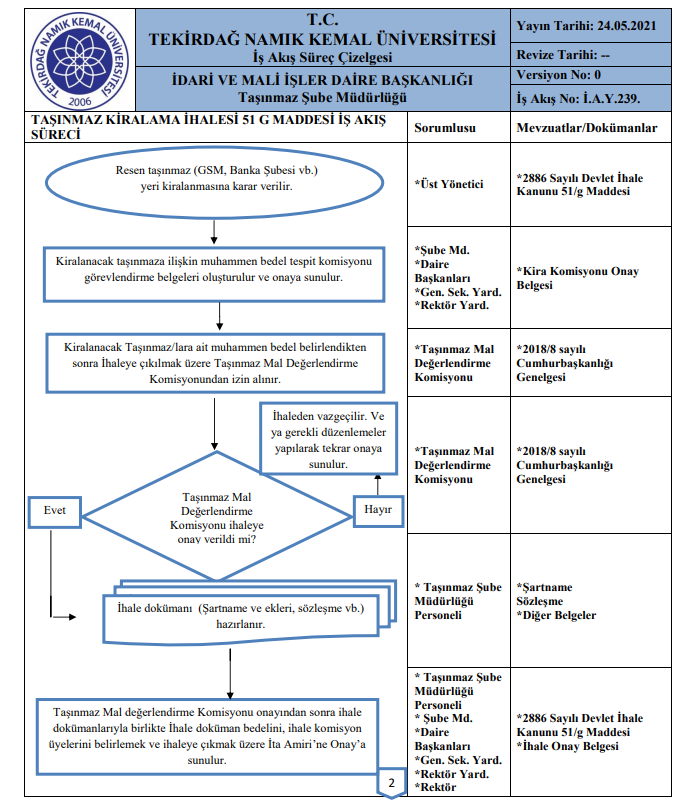 TEKİRDAĞ NAMIK KEMAL ÜNİVERSİTESİ
2006
T.C.
TEKİRDAĞ NAMIK KEMAL ÜNİVERSİTESİ
İş Akış Süreç Çizelgesi
Yayın Tarihi: 24.05.2021
Revize Tarihi: --
İDARİ VE MALİ İŞLER DAİRE BAŞKANLIĞI
Taşınmaz Şube Müdürlüğü
Versiyon No: 0
İş Akış No: İ.A.Y.239.
TAŞINMAZ KİRALAMA İHALESİ 51 G MADDESİ İŞ AKIŞ
SÜRECİ
Sorumlusu
Mevzuatlar/Dokümanlar
Resen taşınmaz (GSM, Banka Şubesi vb.)
yeri kiralanmasına karar verilir.
*Üst Yönetici
*2886 Sayılı Devlet İhale
Kanunu 51/g Maddesi
Kiralanacak taşınmaza ilişkin muhammen bedel tespit komisyonu
görevlendirme belgeleri oluşturulur ve onaya sunulur.
*Şube Md.
*Daire
Başkanları
*Gen. Sek. Yard.
*Rektör Yard.
*Kira Komisyonu Onay
Belgesi
Kiralanacak Taşınmaz/lara ait muhammen bedel belirlendikten
sonra İhaleye çıkılmak üzere Taşınmaz Mal Değerlendirme
Komisyonundan izin alınır.
*Taşınmaz Mal
Değerlendirme
Komisyonu
*2018/8 sayılı
Cumhurbaşkanlığı
Genelgesi
İhaleden vazgeçilir. Ve
ya gerekli düzenlemeler
yapılarak tekrar onaya
sunulur.
Taşınmaz Mal
Değerlendirme
Komisyonu ihaleye
onay verildi mi?
Evet
Hayır
*Taşınmaz Mal
Değerlendirme
Komisyonu
*2018/8 sayılı
Cumhurbaşkanlığı
Genelgesi
İhale dokümanı (Şartname ve ekleri, sözleşme vb.)
hazırlanır.
* Taşınmaz Şube
Müdürlüğü
Personeli
*Şartname
Sözleşme
*Diğer Belgeler
Taşınmaz Mal değerlendirme Komisyonu onayından sonra ihale
dokümanlarıyla birlikte İhale doküman bedelini, ihale komisyon
üyelerini belirlemek ve ihaleye çıkmak üzere İta Amiri’ne Onay’a
sunulur.
2
* Taşınmaz Şube
Müdürlüğü
Personeli
* Şube Md.
*Daire
Başkanları
*Gen. Sek. Yard.
*Rektör Yard.
*Rektör
*2886 Sayılı Devlet İhale
Kanunu 51/g Maddesi
*İhale Onay Belgesi